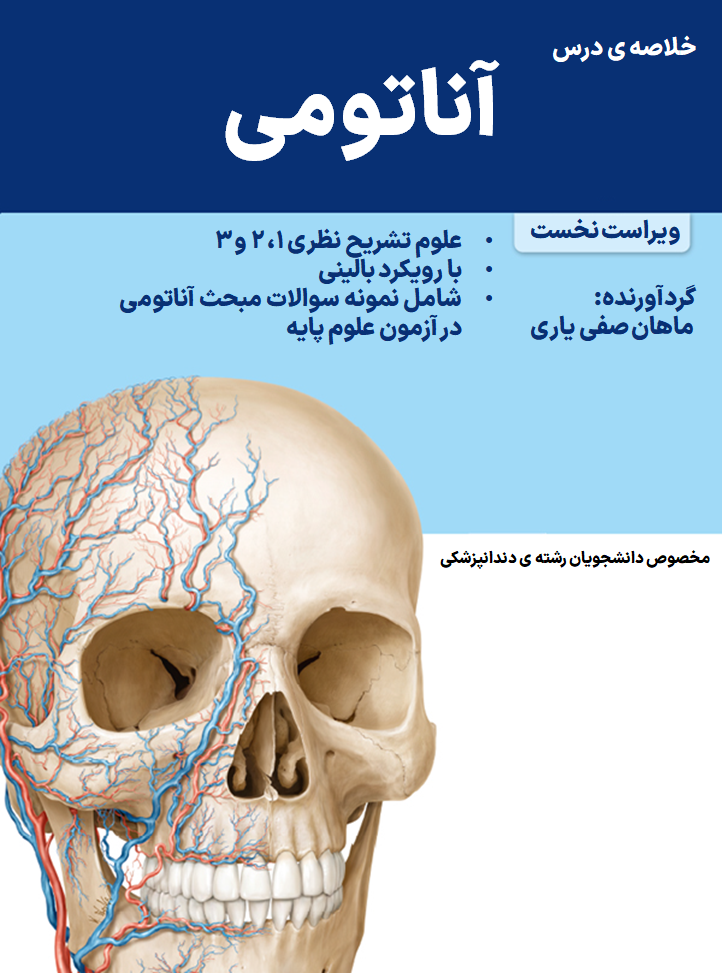 خلاصه ی درس
آناتومی
ویراست نخست
گردآورنده:
ماهان صفی یاری
• علوم تشریح نظری ۱، ۲ و ۳
• با رویکرد بالینی
• شامل نمونه سوالات مبحث آناتومی
در آزمون علوم پایه
مخصوص دانشجویان رشته ی دندانپزشکی